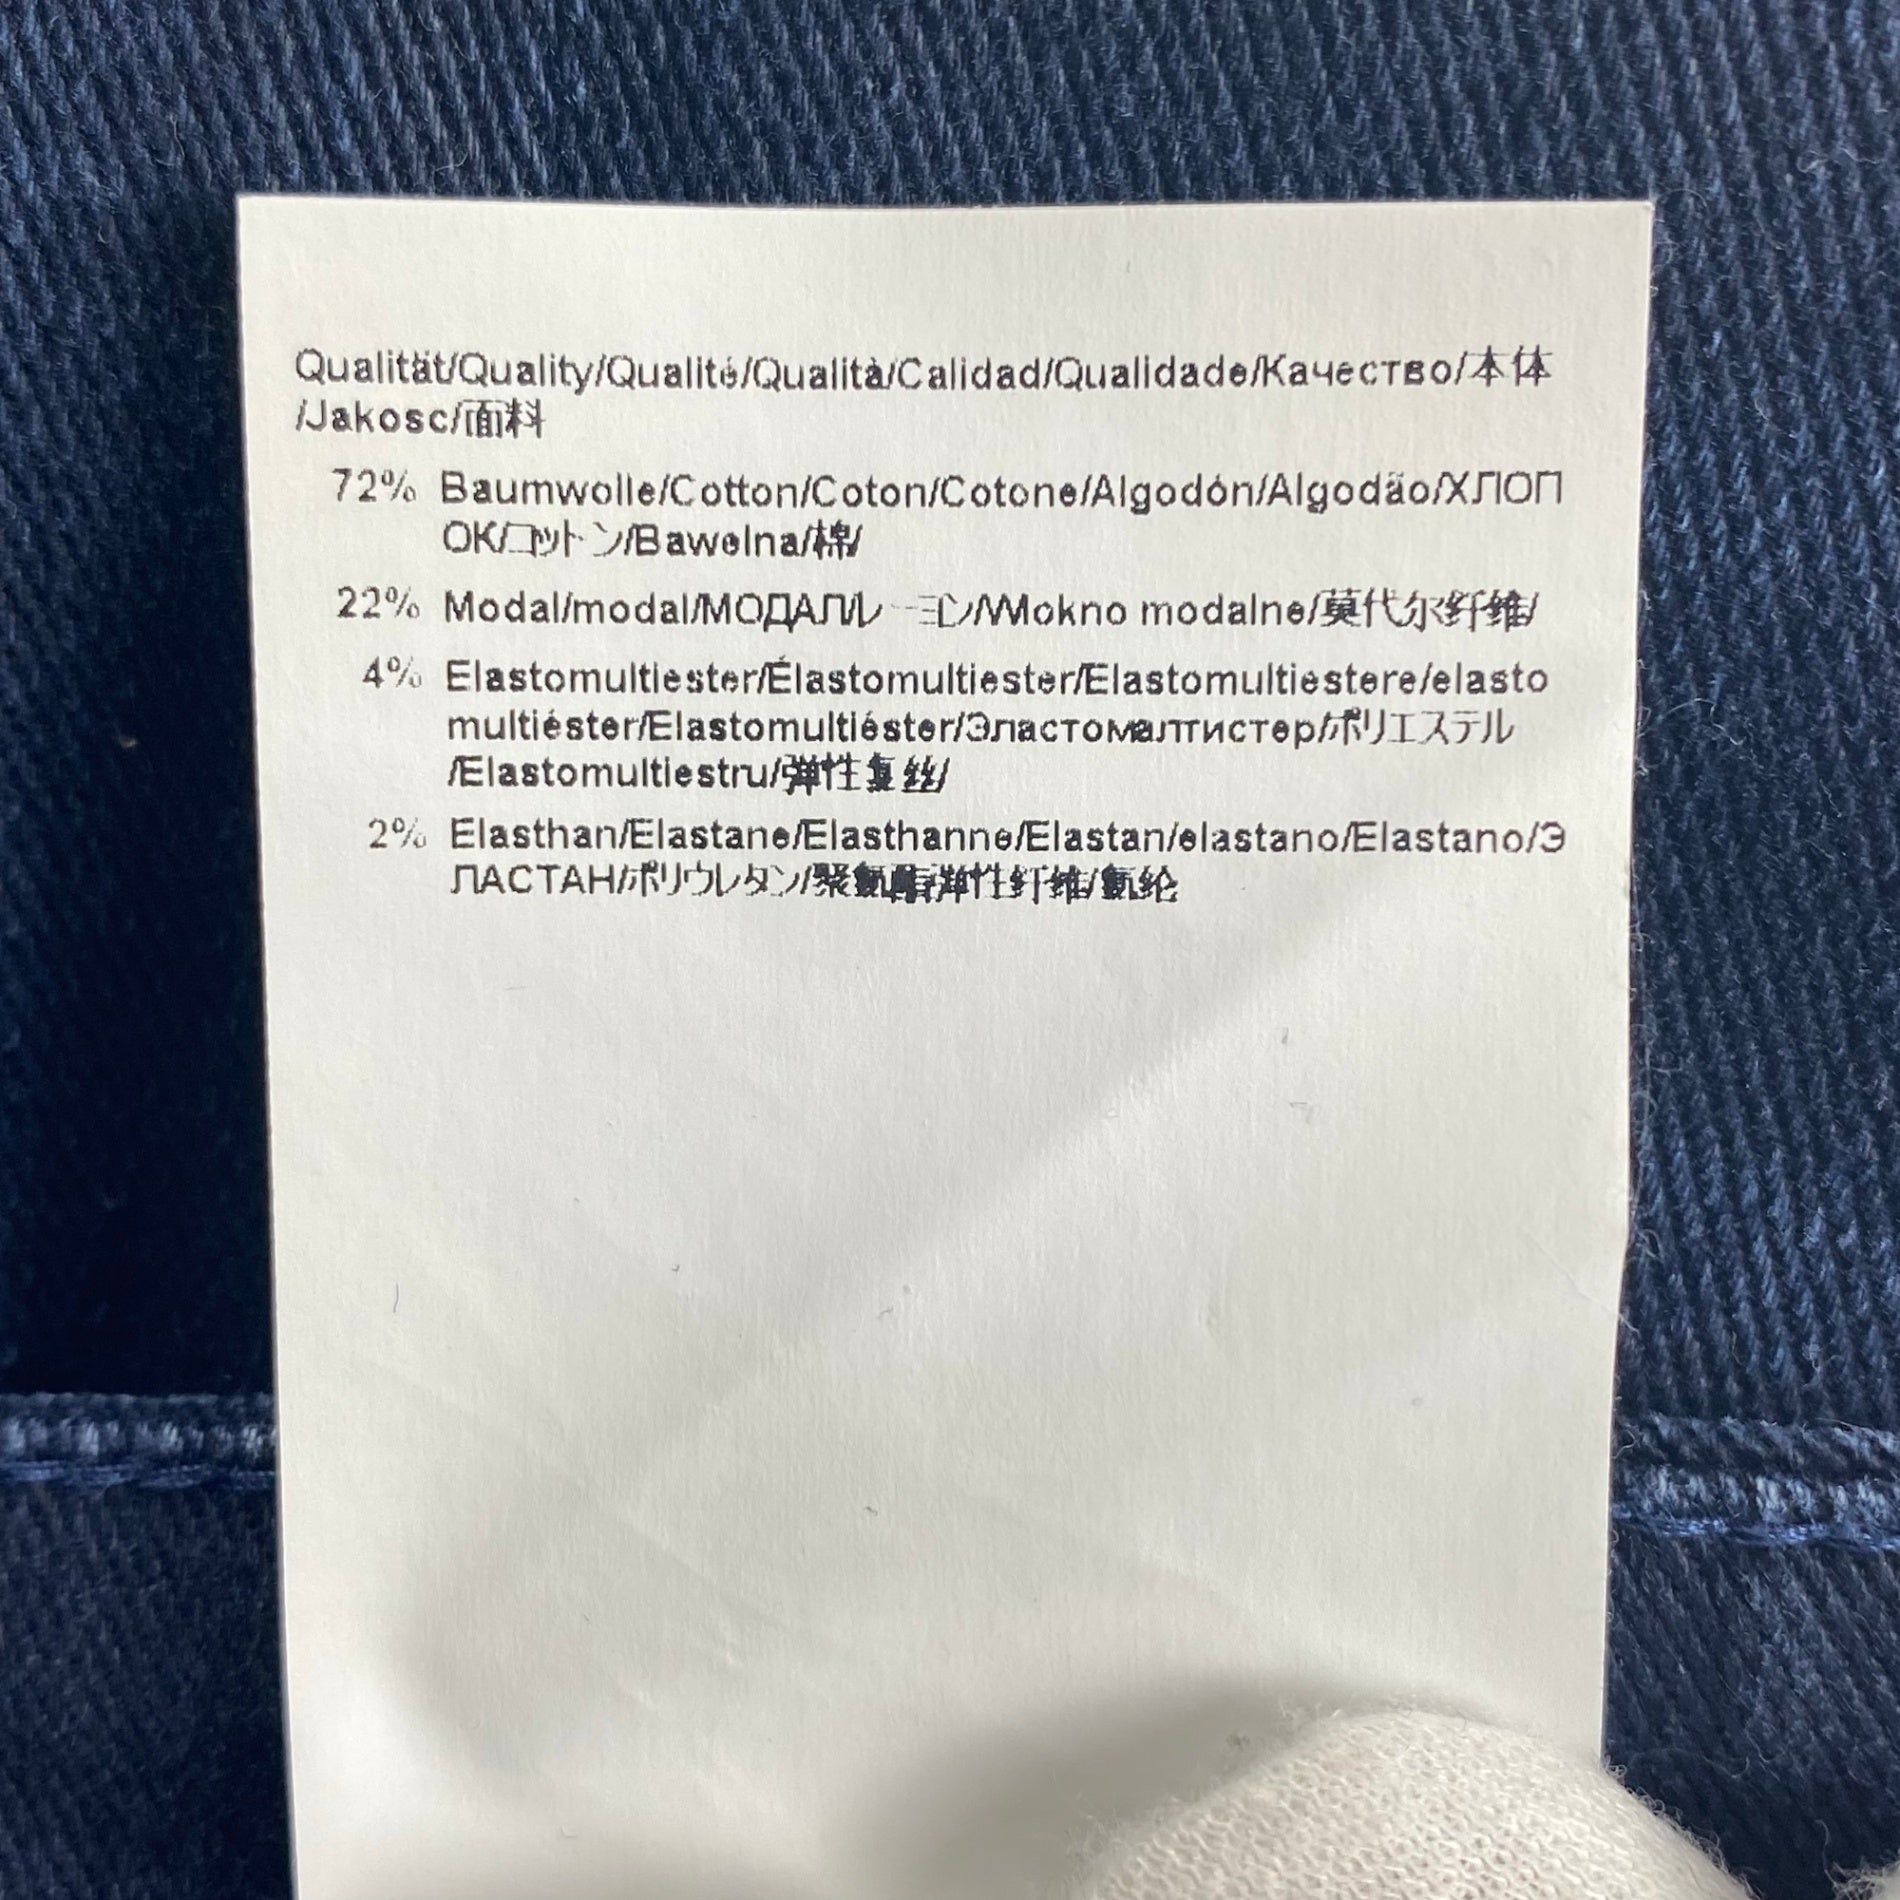 Qualität/Quality/Qualité/Qualità/Calidad/Qualidade/Качество/本体
/Jakosc/面料
72% Baumwolle/Cotton/Coton/Cotone/Algodón/Algodão/ХЛОП
ОК/コットン/Bawelna/棉/
22% Modal/modal/МОДАЛ/レーヨン/Wlokno modalne/莫代尔纤维/
4% Elastomultiester/Élastomultiester/Elastomultiestere/elasto
multiéster/Elastomultiéster/Эластомалтистер/ポリエステル
/Elastomultiestru/弹性复丝/
2% Elasthan/Elastane/Elasthanne/Elastan/elastano/Elastano/Э
ЛАСТАН/ポリウレタン/聚氨酯弹性纤维/氨纶